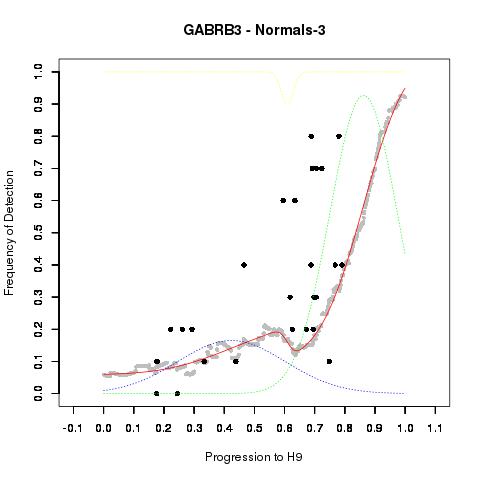 GABRB3 - Normals-3
Frequency of Detection
1.0
0.9
0.8
0.7
0.6
0.5
0.4
0.3
0.2
0.1
0.0
-0.1 0.0 0.1 0.2 0.3 0.4 0.5 0.6 0.7 0.8 0.9 1.0 1.1
Progression to H9